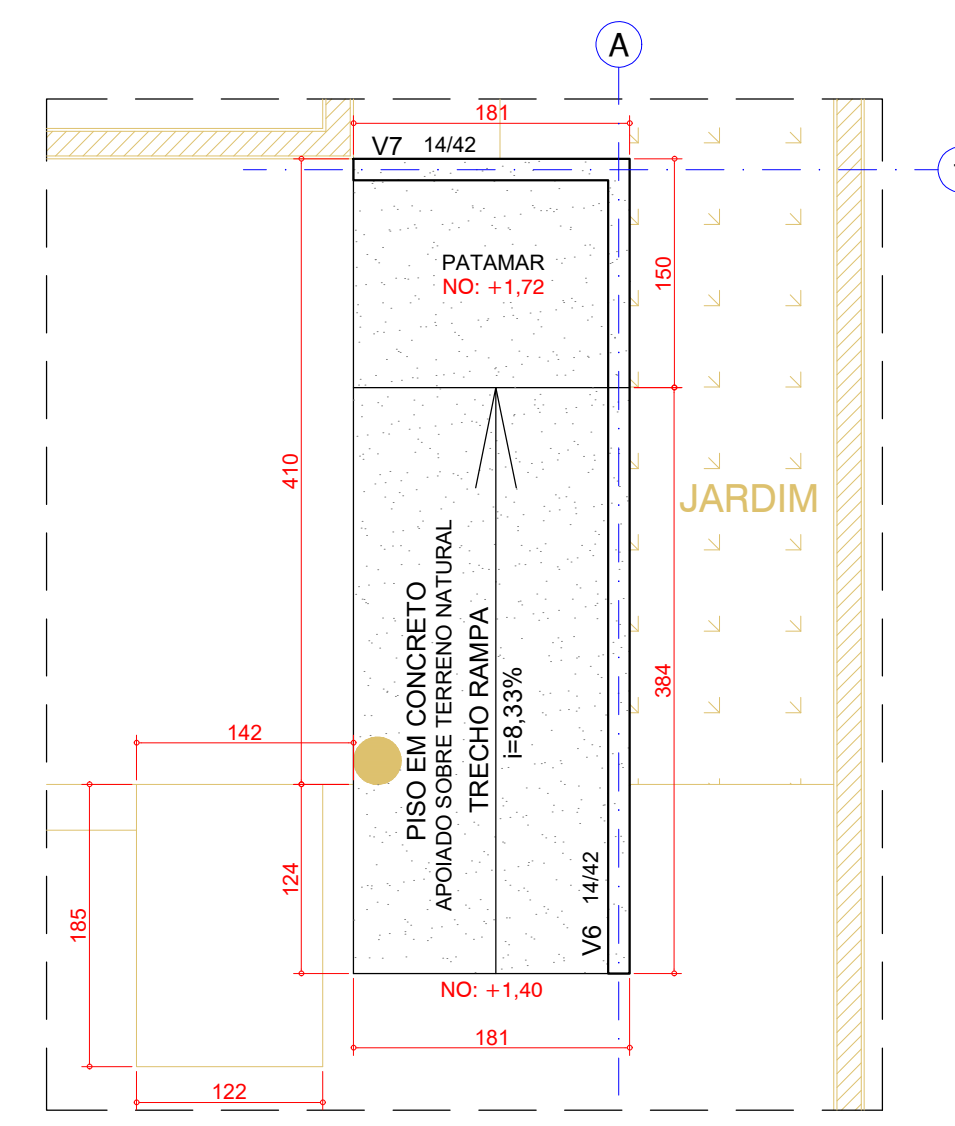 A
181
V7 14/42
PATAMAR
NO: +1,72
150
410
JARDIM
PISO EM CONCRETO
APOIADO SOBRE TERRENO NATURAL
TRECHO RAMPA
i=8,33%
384
142
124
185
V6 14/42
NO: +1,40
181
122